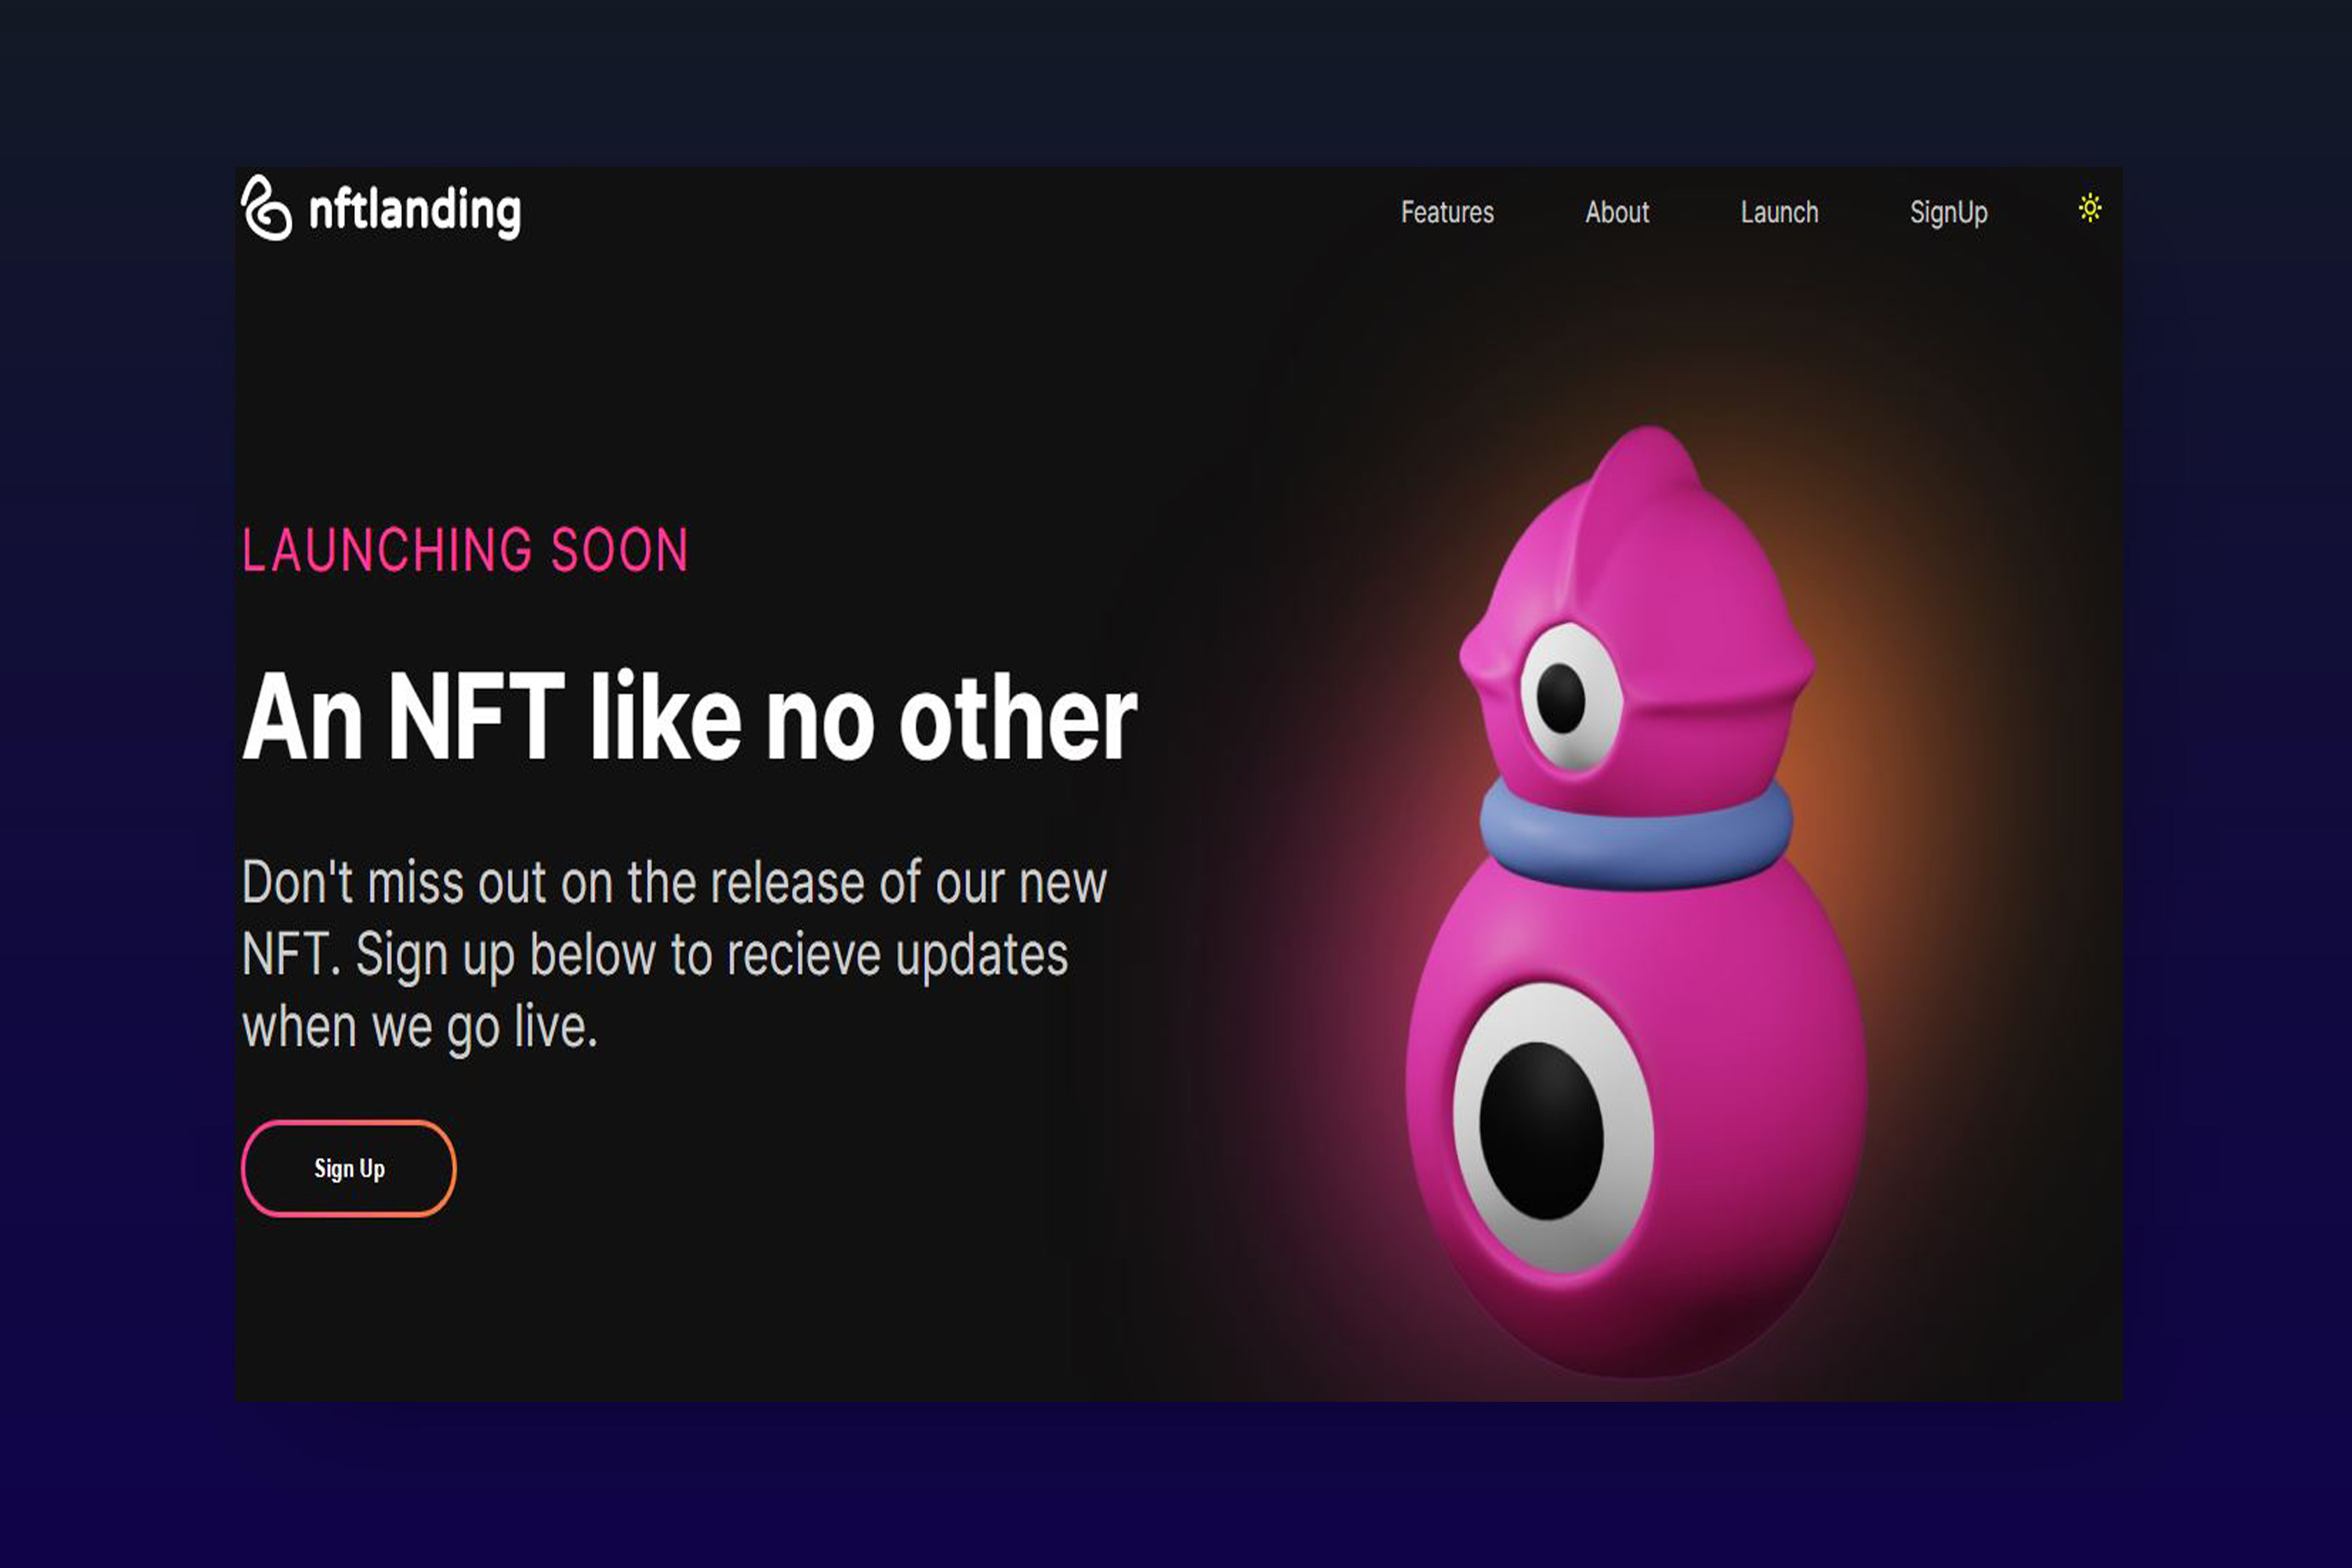 nftlanding
Features About Launch SignUp
LAUNCHING SOON
An NFT like no other
Don't miss out on the release of our new
NFT. Sign up below to recieve updates
when we go live.
Sign Up